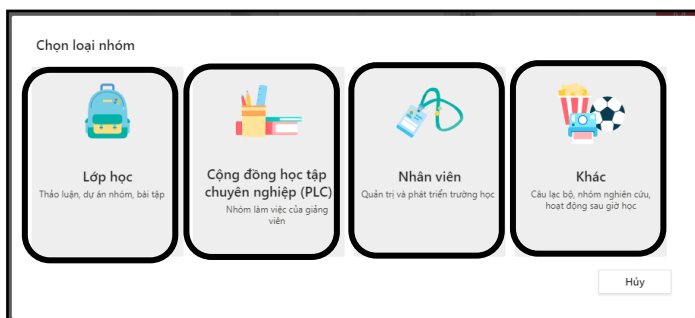 Chọn loại nhóm
Lớp học
Thảo luận, dự án nhóm, bài tập
Cộng đồng học tập
chuyên nghiệp (PLC)
Nhóm làm việc của giảng
viên
Nhân viên
Quản trị và phát triển trường học
Khác
Câu lạc bộ, nhóm nghiên cứu,
hoạt động sau giờ học
Hủy